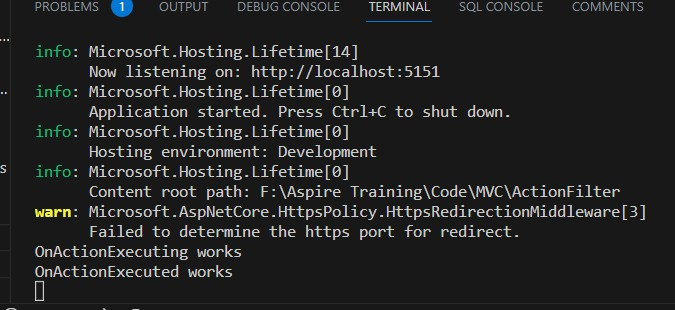 PROBLEMS 1 OUTPUT DEBUG CONSOLE TERMINAL SQL CONSOLE COMMENTS
info: Microsoft.Hosting.Lifetime[14]
Now listening on: http://localhost:5151
info: Microsoft.Hosting.Lifetime[0]
Application started. Press Ctrl+C to shut down.
info: Microsoft.Hosting.Lifetime[0]
Hosting environment: Development
info: Microsoft.Hosting.Lifetime[0]
Content root path: F:\Aspire Training\Code\MVC\ActionFilter
warn: Microsoft.AspNetCore.HttpsPolicy.HttpsRedirectionMiddleware[3]
Failed to determine the https port for redirect.
OnActionExecuting works
OnActionExecuted works